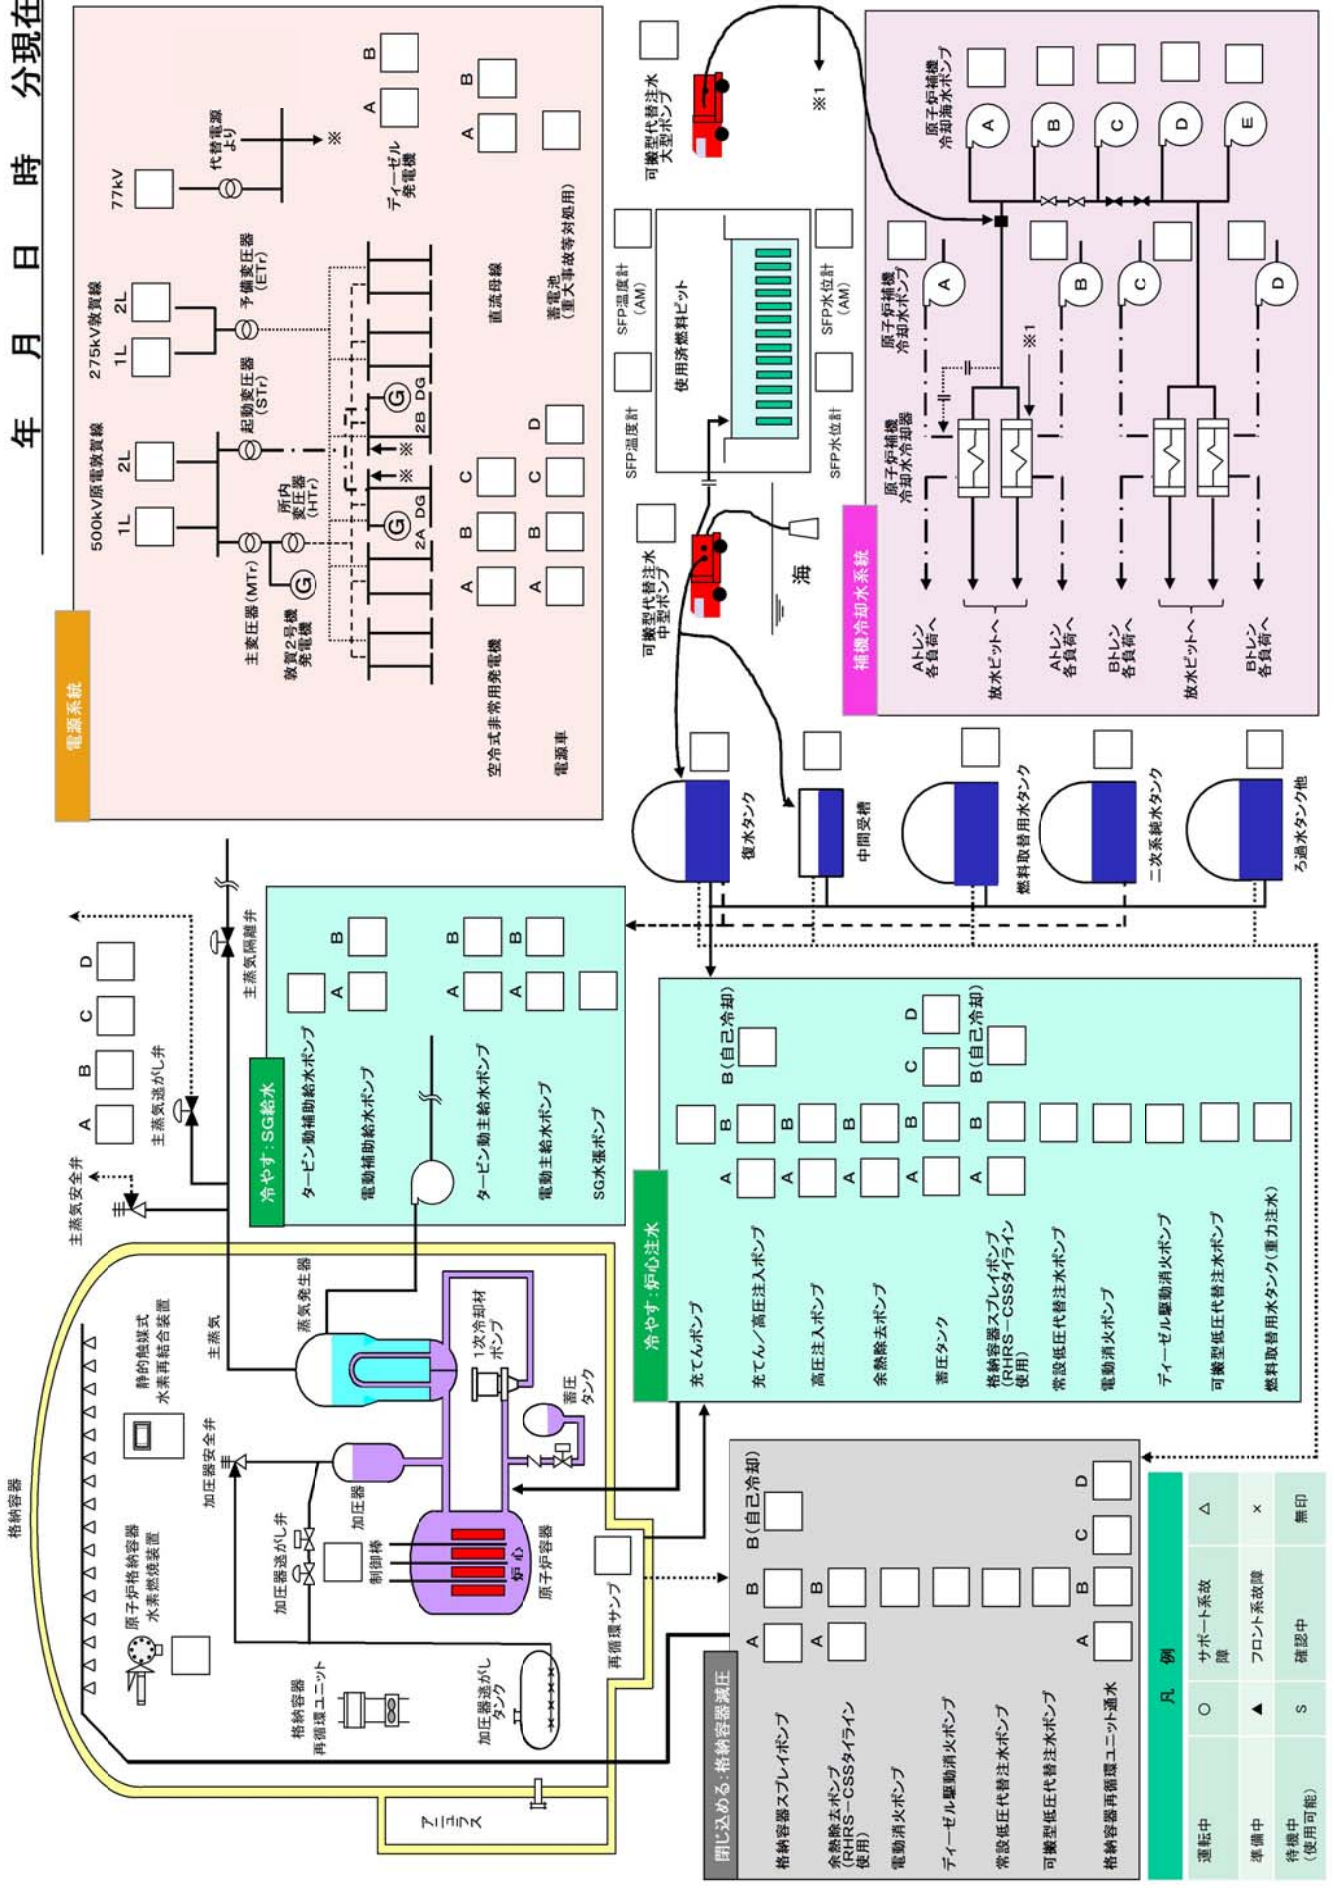 年 月 日 時 分現在
格納容器
原子炉格納容器
水素燃焼装置
静的触媒式
水素再結合装置
加圧器安全弁
加圧器逃がし弁
加圧器
制御棒
炉心
原子炉容器
蒸気発生器
1次冷却材
ポンプ
蓄圧
タンク
格納容器
再循環ユニット
加圧器逃がし
タンク
再循環サンプ
アニュラス
主蒸気
主蒸気安全弁
主蒸気逃がし弁
A B C D
主蒸気隔離弁
電源系統
500kV原電敦賀線
1L 2L
275kV敦賀線
1L 2L
77kV
代替電源
より
※
主変圧器(MTr)
敦賀2号機
発電機
G
所内
変圧器
(HTr)
起動変圧器
(STr)
予備変圧器
(ETr)
G
2A DG
※ ※
G
2B DG
ディーゼル
発電機
A B
空冷式非常用発電機
A B C
直流母線
A B
電源車
A B C D
蓄電池
(重大事故等対処用)
冷やす:SG給水
タービン動補助給水ポンプ
電動補助給水ポンプ
A B
タービン動主給水ポンプ
A B
電動主給水ポンプ
A B
SG水張ポンプ
冷やす:炉心注水
充てんポンプ
充てん/高圧注入ポンプ
A B B(自己冷却)
高圧注入ポンプ
A B
余熱除去ポンプ
A B
蓄圧タンク
A B C D
格納容器スプレイポンプ
(RHRS-CSSタイライン
使用)
A B B(自己冷却)
常設低圧代替注水ポンプ
電動消火ポンプ
ディーゼル駆動消火ポンプ
可搬型低圧代替注水ポンプ
燃料取替用水タンク(重力注水)
閉じ込める:格納容器減圧
格納容器スプレイポンプ
A B B(自己冷却)
余熱除去ポンプ
(RHRS-CSSタイライン
使用)
A B
電動消火ポンプ
ディーゼル駆動消火ポンプ
常設低圧代替注水ポンプ
可搬型低圧代替注水ポンプ
格納容器再循環ユニット通水
A B C D
復水タンク
中間受槽
燃料取替用水タンク
二次系純水タンク
ろ過水タンク他
可搬型代替注水
中型ポンプ
海
可搬型代替注水
大型ポンプ
※1
使用済燃料ピット
SFP温度計
SFP温度計
(AM)
SFP水位計
SFP水位計
(AM)
補機冷却水系統
原子炉補機
冷却海水ポンプ
A
B
C
D
E
原子炉補機
冷却水ポンプ
A
B
C
D
原子炉補機
冷却水冷却器
※1
Aトレン
各負荷へ
放水ピットへ
Aトレン
各負荷へ
Bトレン
各負荷へ
放水ピットへ
Bトレン
各負荷へ
凡 例
運転中 ○ サポート系故
障 △
準備中 ▲ フロント系故障 ×
待機中
(使用可能) S 確認中 無印